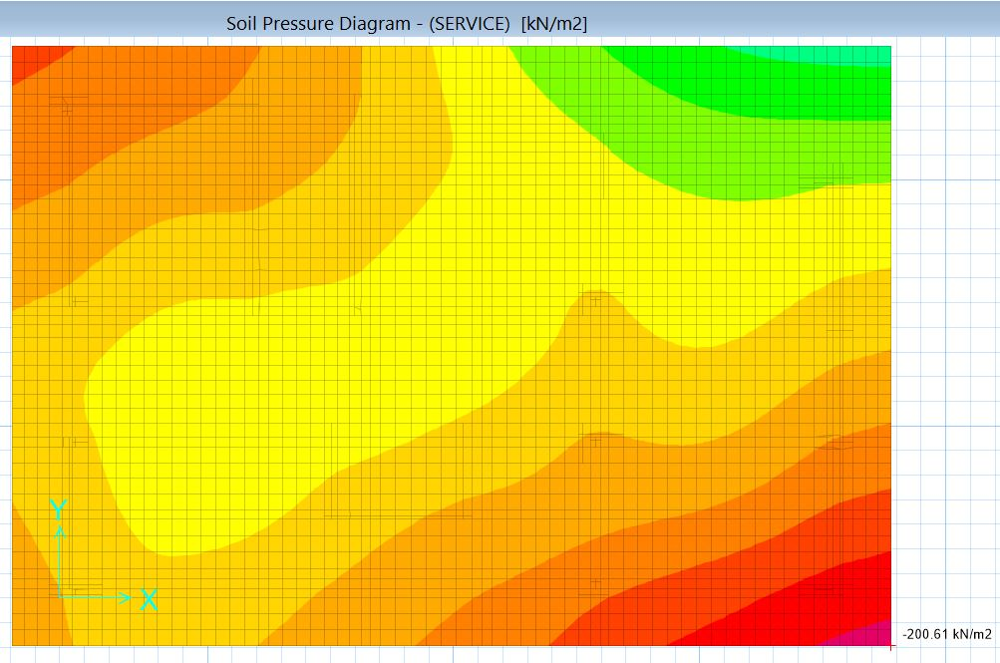 Soil Pressure Diagram - (SERVICE) [kN/m2]
Y
X
-200.61 kN/m2